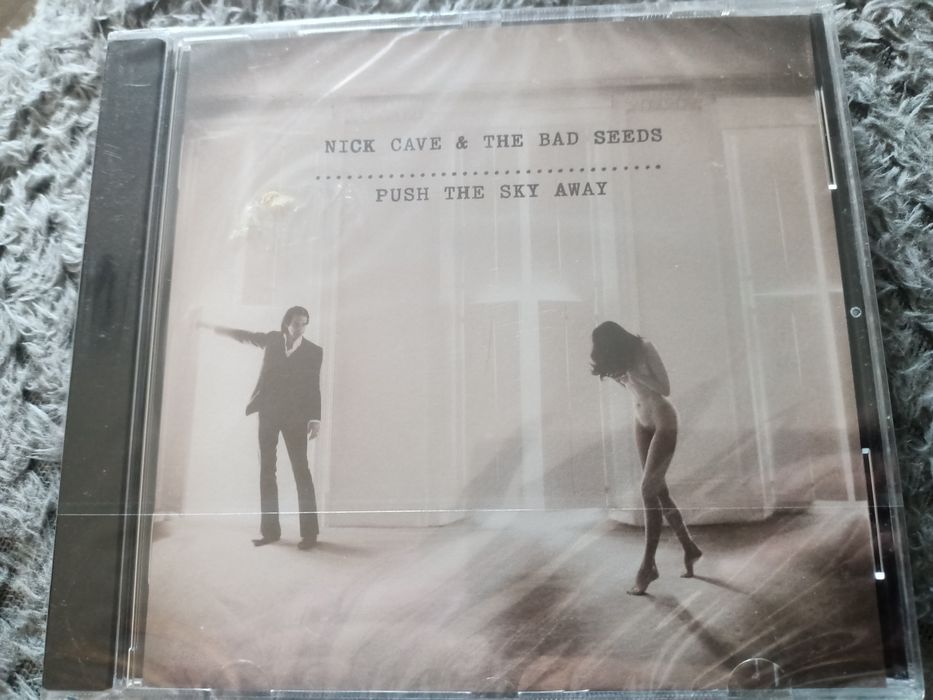 NICK CAVE & THE BAD SEEDS
PUSH THE SKY AWAY